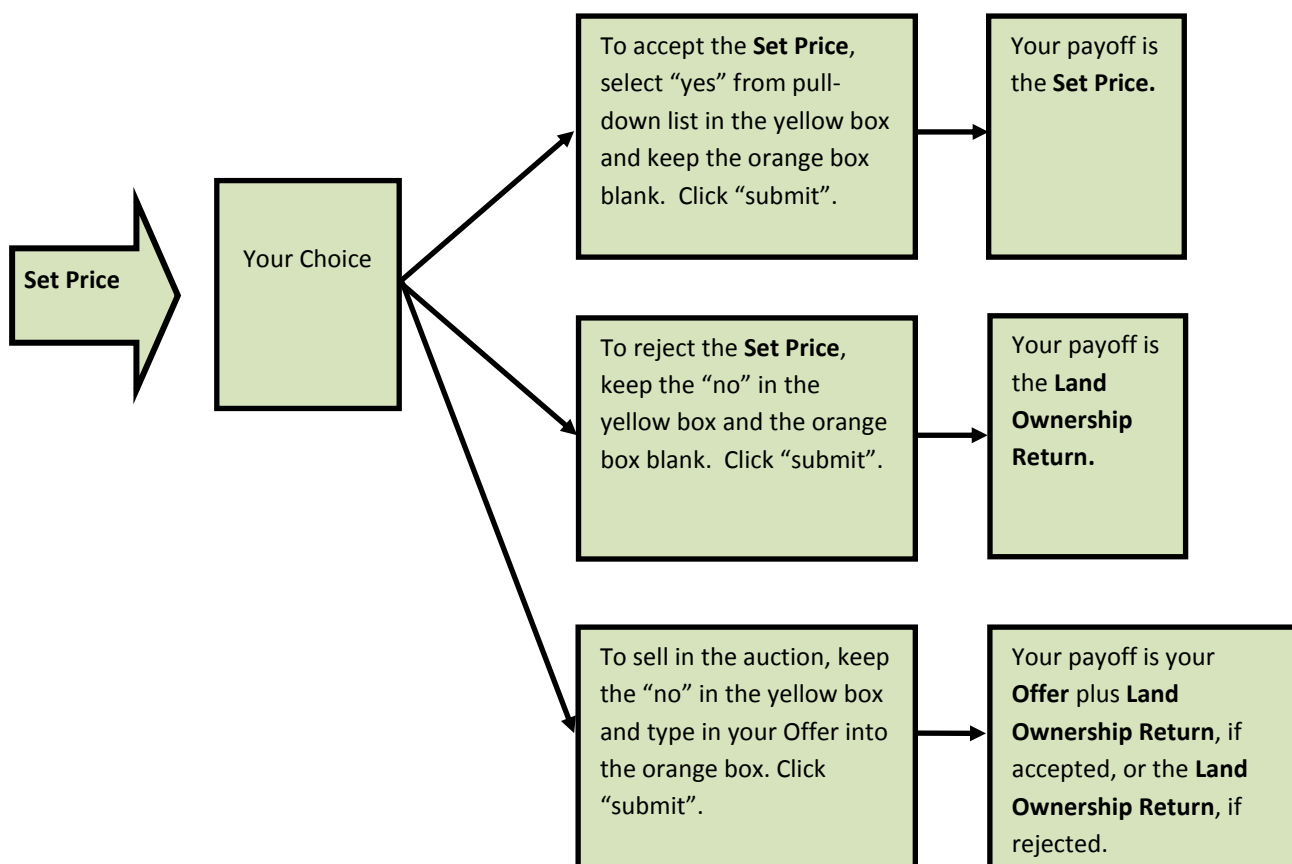 Set Price
Your Choice
To accept the Set Price,
select “yes” from pull-
down list in the yellow box
and keep the orange box
blank.  Click “submit”.
Your payoff is
the Set Price.
To reject the Set Price,
keep the “no” in the
yellow box and the orange
box blank.  Click “submit”.
Your payoff is
the Land
Ownership
Return.
To sell in the auction, keep
the “no” in the yellow box
and type in your Offer into
the orange box. Click
“submit”.
Your payoff is your
Offer plus Land
Ownership Return, if
accepted, or the Land
Ownership Return, if
rejected.